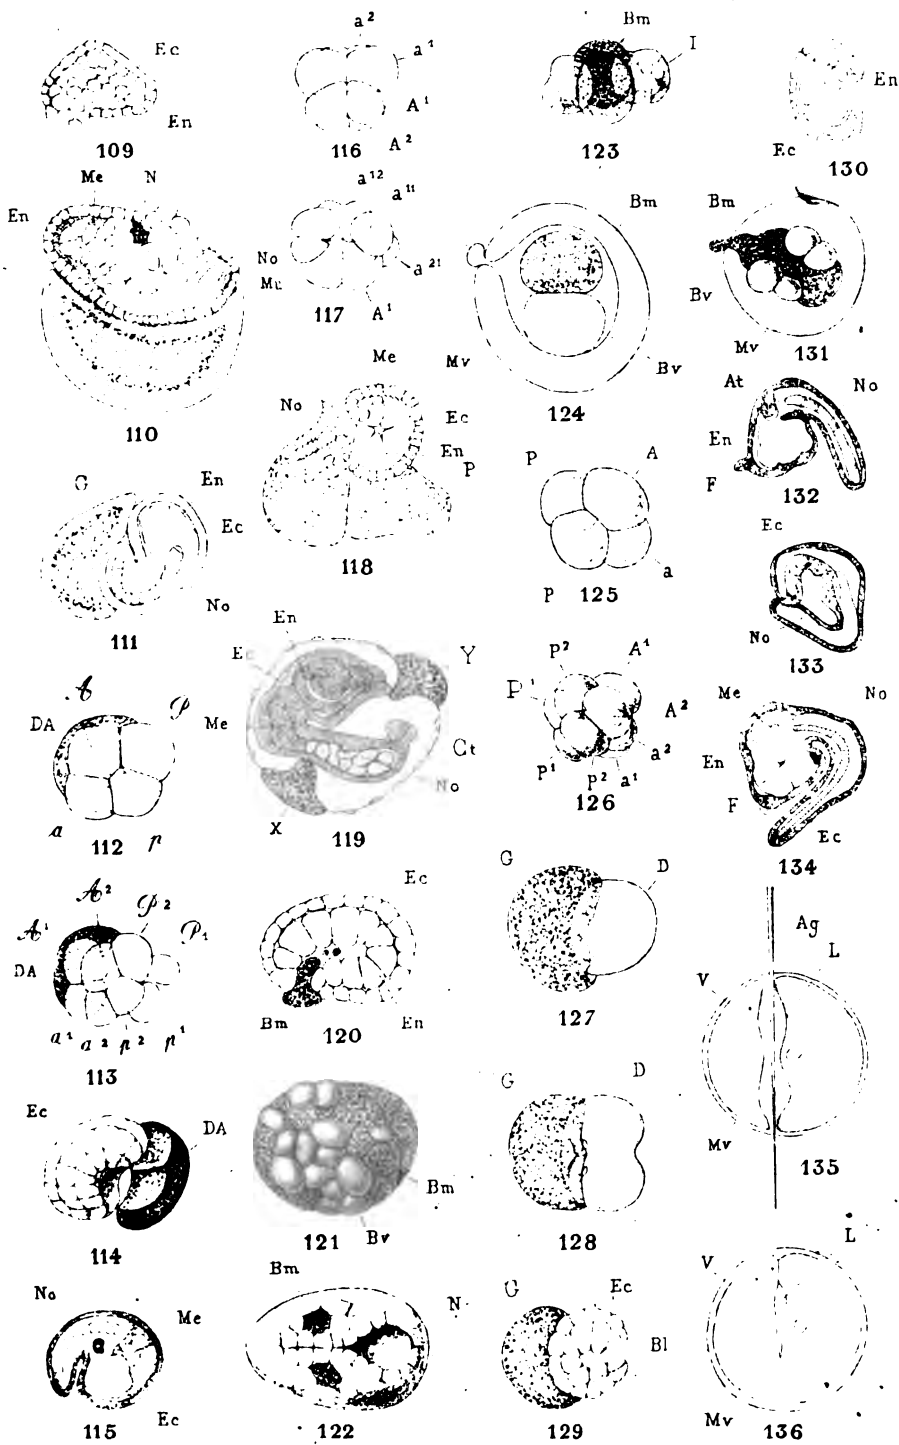 Ec
En
109
Me N
En
110
G
En
Ec
No
111
A
P
DA
a
p
112
A²
P 2
A¹
P₁
DA
a¹ a² p² p¹
113
Ec
DA
114
No
Me
Ec
115
a²
a¹
A¹
A²
116
a¹²
a¹¹
No
a²¹
Mu
A¹
117
Me
No
Ec
En
P
118
En
Ec
Y
Me
Ct
No
X
119
Ec
Bm
En
120
Bm
Bv
121
Bm
N
122
Bm
I
123
Bm
Mv
Bv
124
P
A
P
a
125
P²
A¹
P¹
A²
a²
P¹
P²
a¹
126
G
D
127
G
D
128
G
Ec
Bl
129
En
Ec
130
Bm
Bv
Mv
131
At
No
En
F
132
Ec
No
133
Me
No
En
F
Ec
134
Ag
L
V
Mv
135
L
V
Mv
136